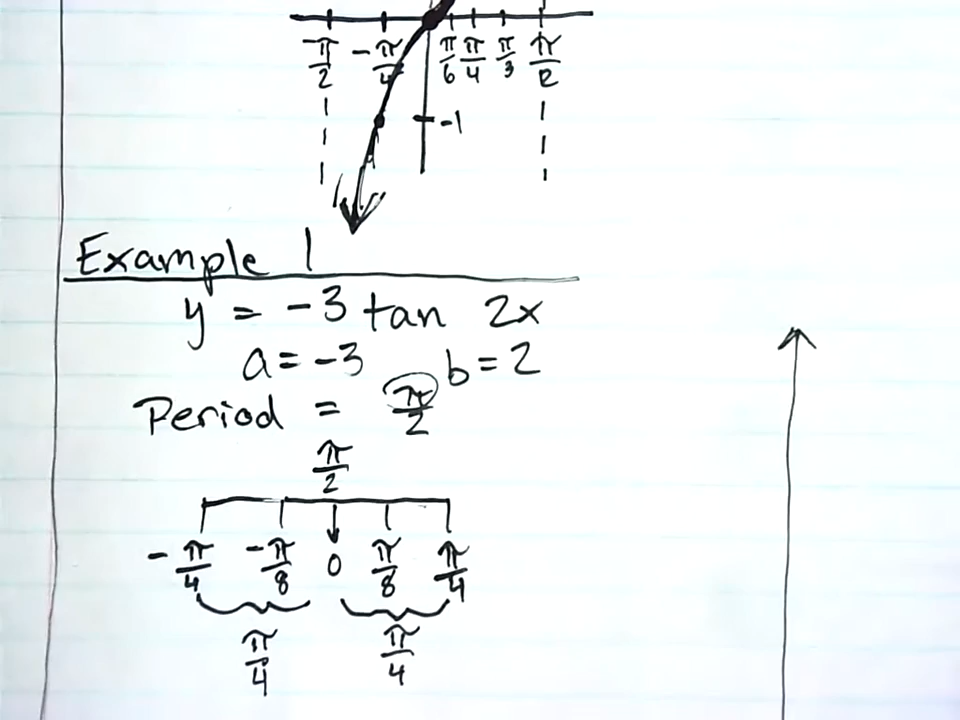 -π/2 -π/4 π/6 π/4 π/3 π/2
-1
Example 1
y = -3 tan 2x
a = -3 b = 2
Period = π/2
π/2
-π/4 -π/8 0 π/8 π/4
π/4 π/4